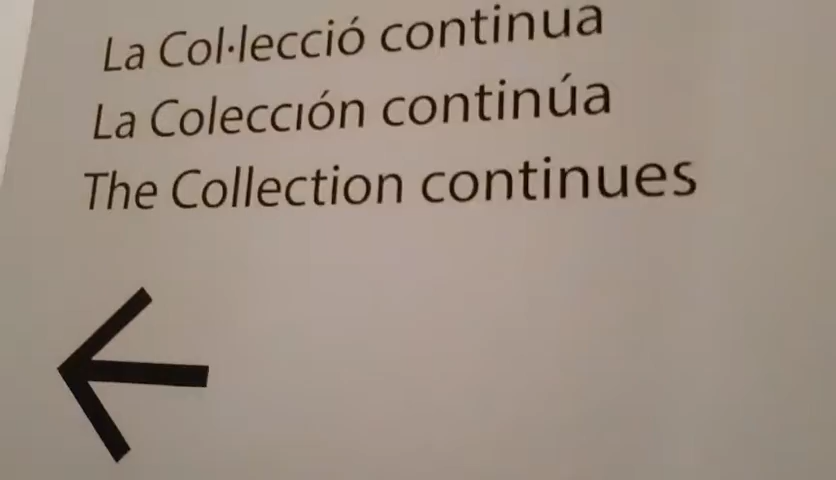 La Col·lecció continua
La Colección continúa
The Collection continues